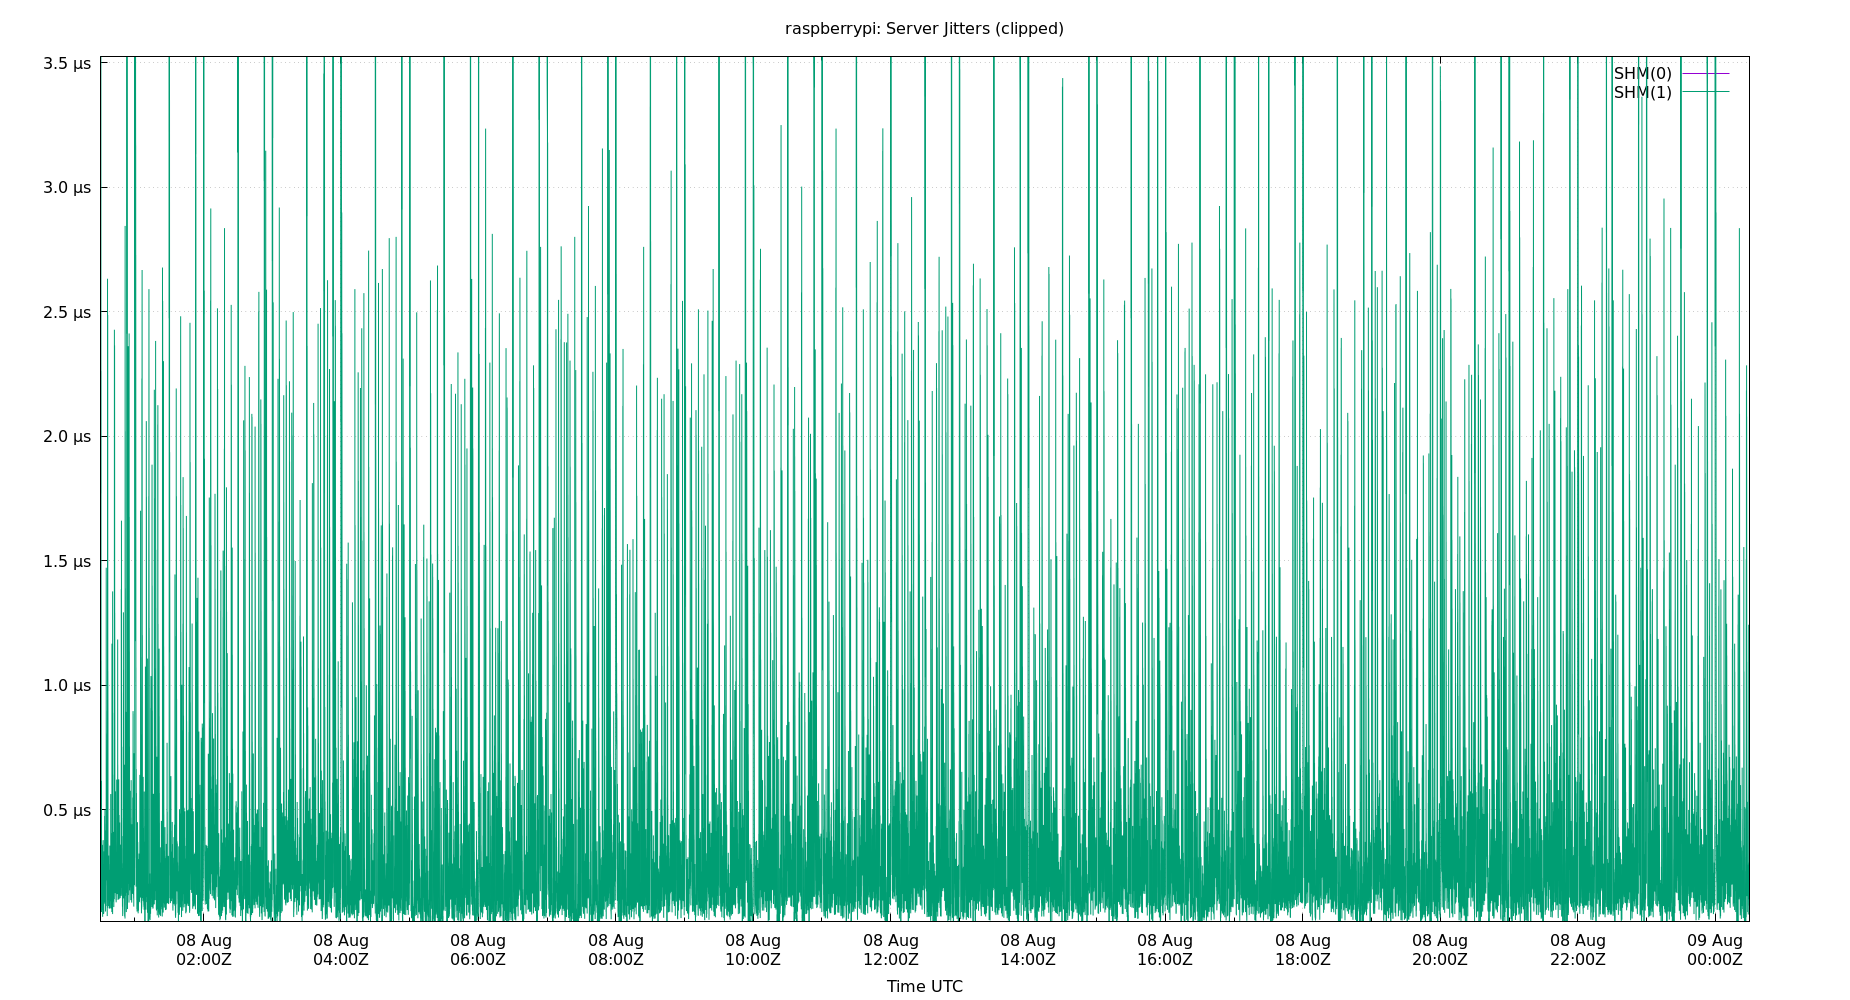 raspberrypi: Server Jitters (clipped)
3.5 µs
3.0 µs
2.5 µs
2.0 µs
1.5 µs
1.0 µs
0.5 µs
SHM(0)
SHM(1)
08 Aug 08 Aug 08 Aug 08 Aug 08 Aug 08 Aug 08 Aug 08 Aug 08 Aug 08 Aug 08 Aug 09 Aug
02:00Z 04:00Z 06:00Z 08:00Z 10:00Z 12:00Z 14:00Z 16:00Z 18:00Z 20:00Z 22:00Z 00:00Z
Time UTC